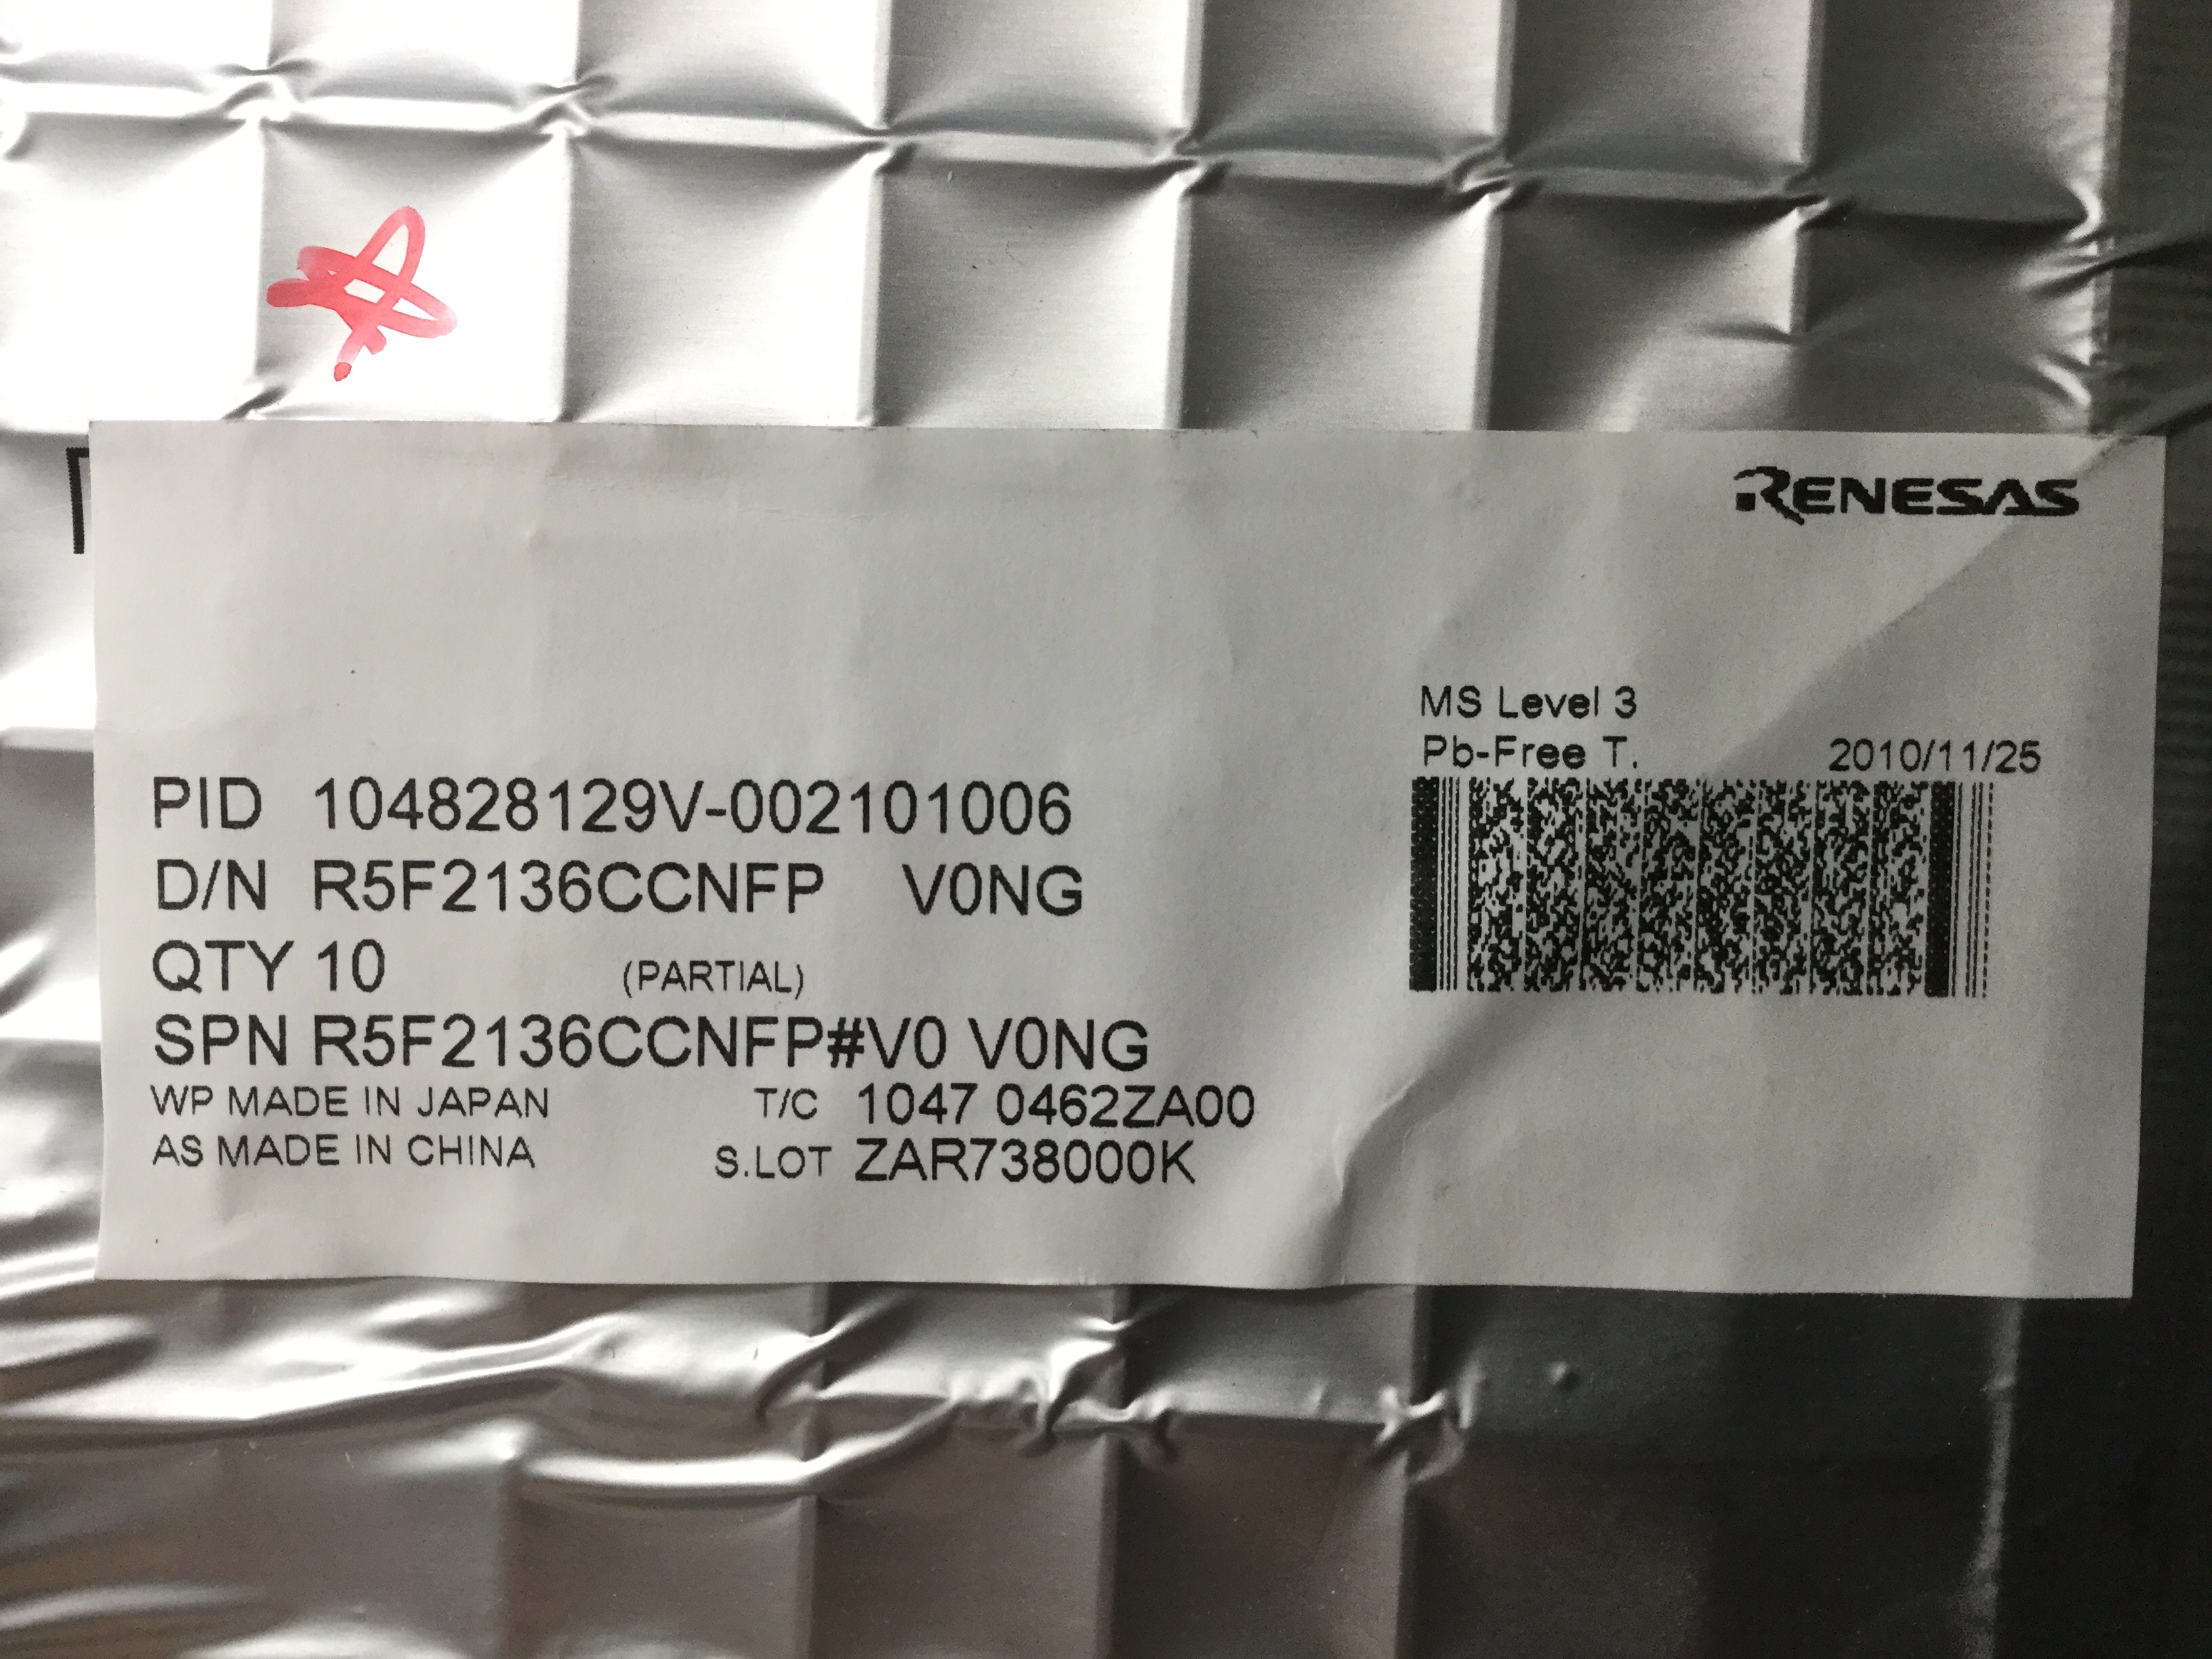 RENESAS
MS Level 3
Pb-Free T. 2010/11/25
PID 104828129V-002101006
D/N R5F2136CCNFP V0NG
QTY 10 (PARTIAL)
SPN R5F2136CCNFP#V0 V0NG
WP MADE IN JAPAN T/C 1047 0462ZA00
AS MADE IN CHINA S.LOT ZAR738000K